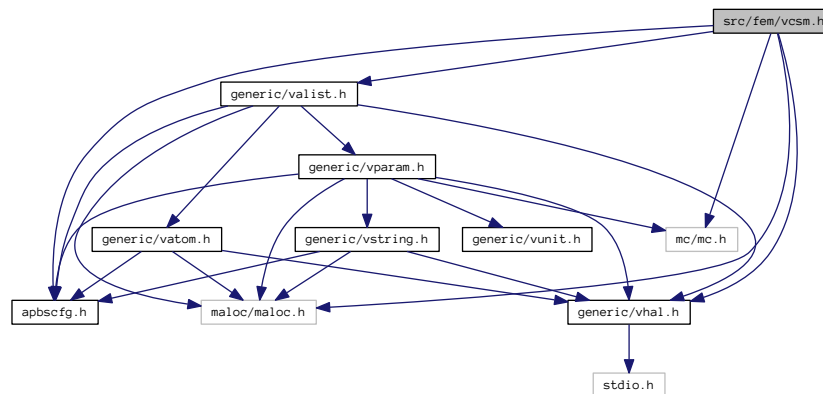 src/fem/vcsm.h
generic/valist.h
generic/vparam.h
generic/vatom.h
generic/vstring.h
generic/vunit.h
mc/mc.h
apbscfg.h
maloc/maloc.h
generic/vhal.h
stdio.h